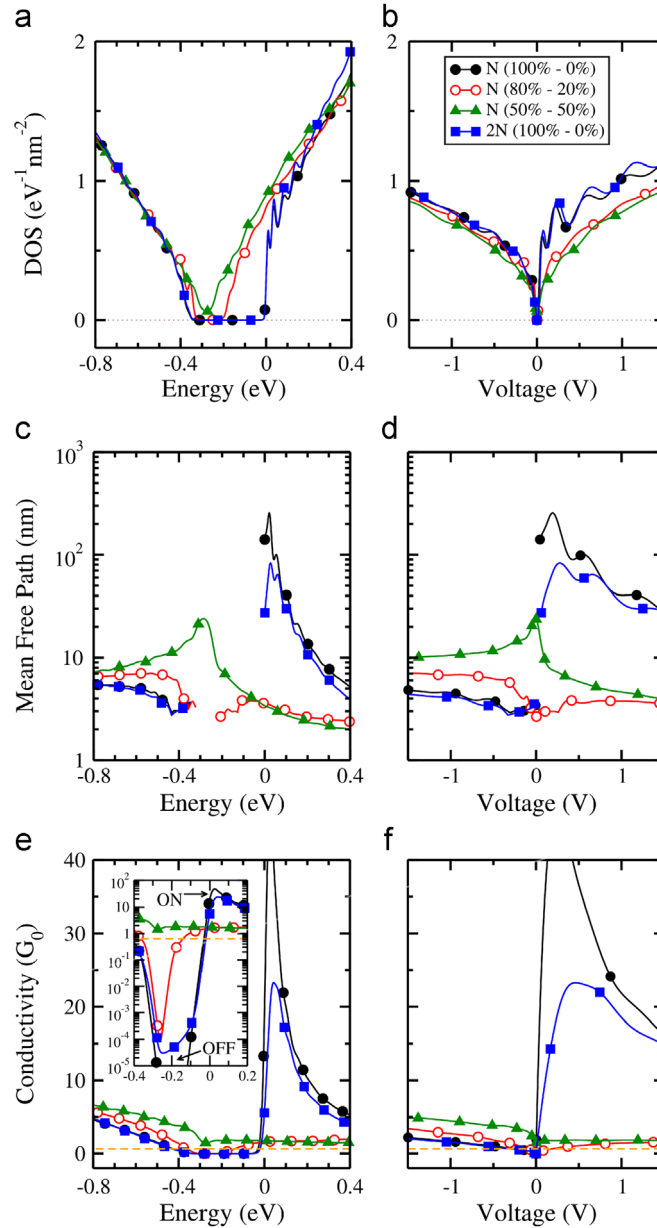 a
b
2
1
0
DOS (eV⁻¹nm⁻²)
-0.8 -0.4 0 0.4
Energy (eV)
2
1
0
N (100% - 0%)
N (80% - 20%)
N (50% - 50%)
2N (100% - 0%)
-1 0 1
Voltage (V)
c
d
10³
10²
10
1
Mean Free Path (nm)
-0.8 -0.4 0 0.4
Energy (eV)
-1 0 1
Voltage (V)
e
f
40
30
20
10
0
Conductivity (G₀)
10²
10¹
10⁰
10⁻¹
10⁻²
10⁻³
10⁻⁴
10⁻⁵
ON
OFF
-0.4 -0.2 0 0.2
-0.8 -0.4 0 0.4
Energy (eV)
-1 0 1
Voltage (V)